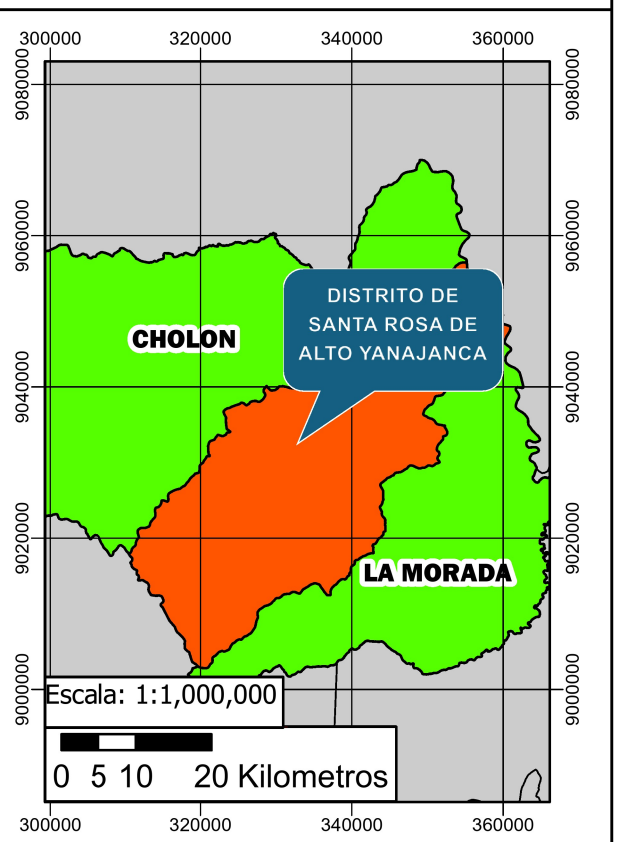 300000 320000 340000 360000
9080000 9080000
9060000 9060000
DISTRITO DE
SANTA ROSA DE
ALTO YANAJANCA
CHOLON
9040000 9040000
9020000 9020000
LA MORADA
9000000 9000000
Escala: 1:1,000,000
0 5 10 20 Kilometros
300000 320000 340000 360000